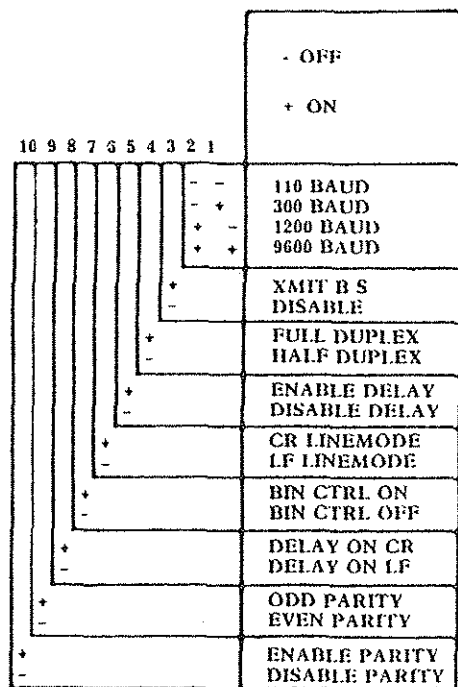 - OFF
+ ON
10 9 8 7 6 5 4 3 2 1
- - 110 BAUD
- + 300 BAUD
+ - 1200 BAUD
+ + 9600 BAUD
+ XMIT B S
- DISABLE
+ FULL DUPLEX
- HALF DUPLEX
+ ENABLE DELAY
- DISABLE DELAY
+ CR LINEMODE
- LF LINEMODE
+ BIN CTRL ON
- BIN CTRL OFF
+ DELAY ON CR
- DELAY ON LF
+ ODD PARITY
- EVEN PARITY
+ ENABLE PARITY
- DISABLE PARITY